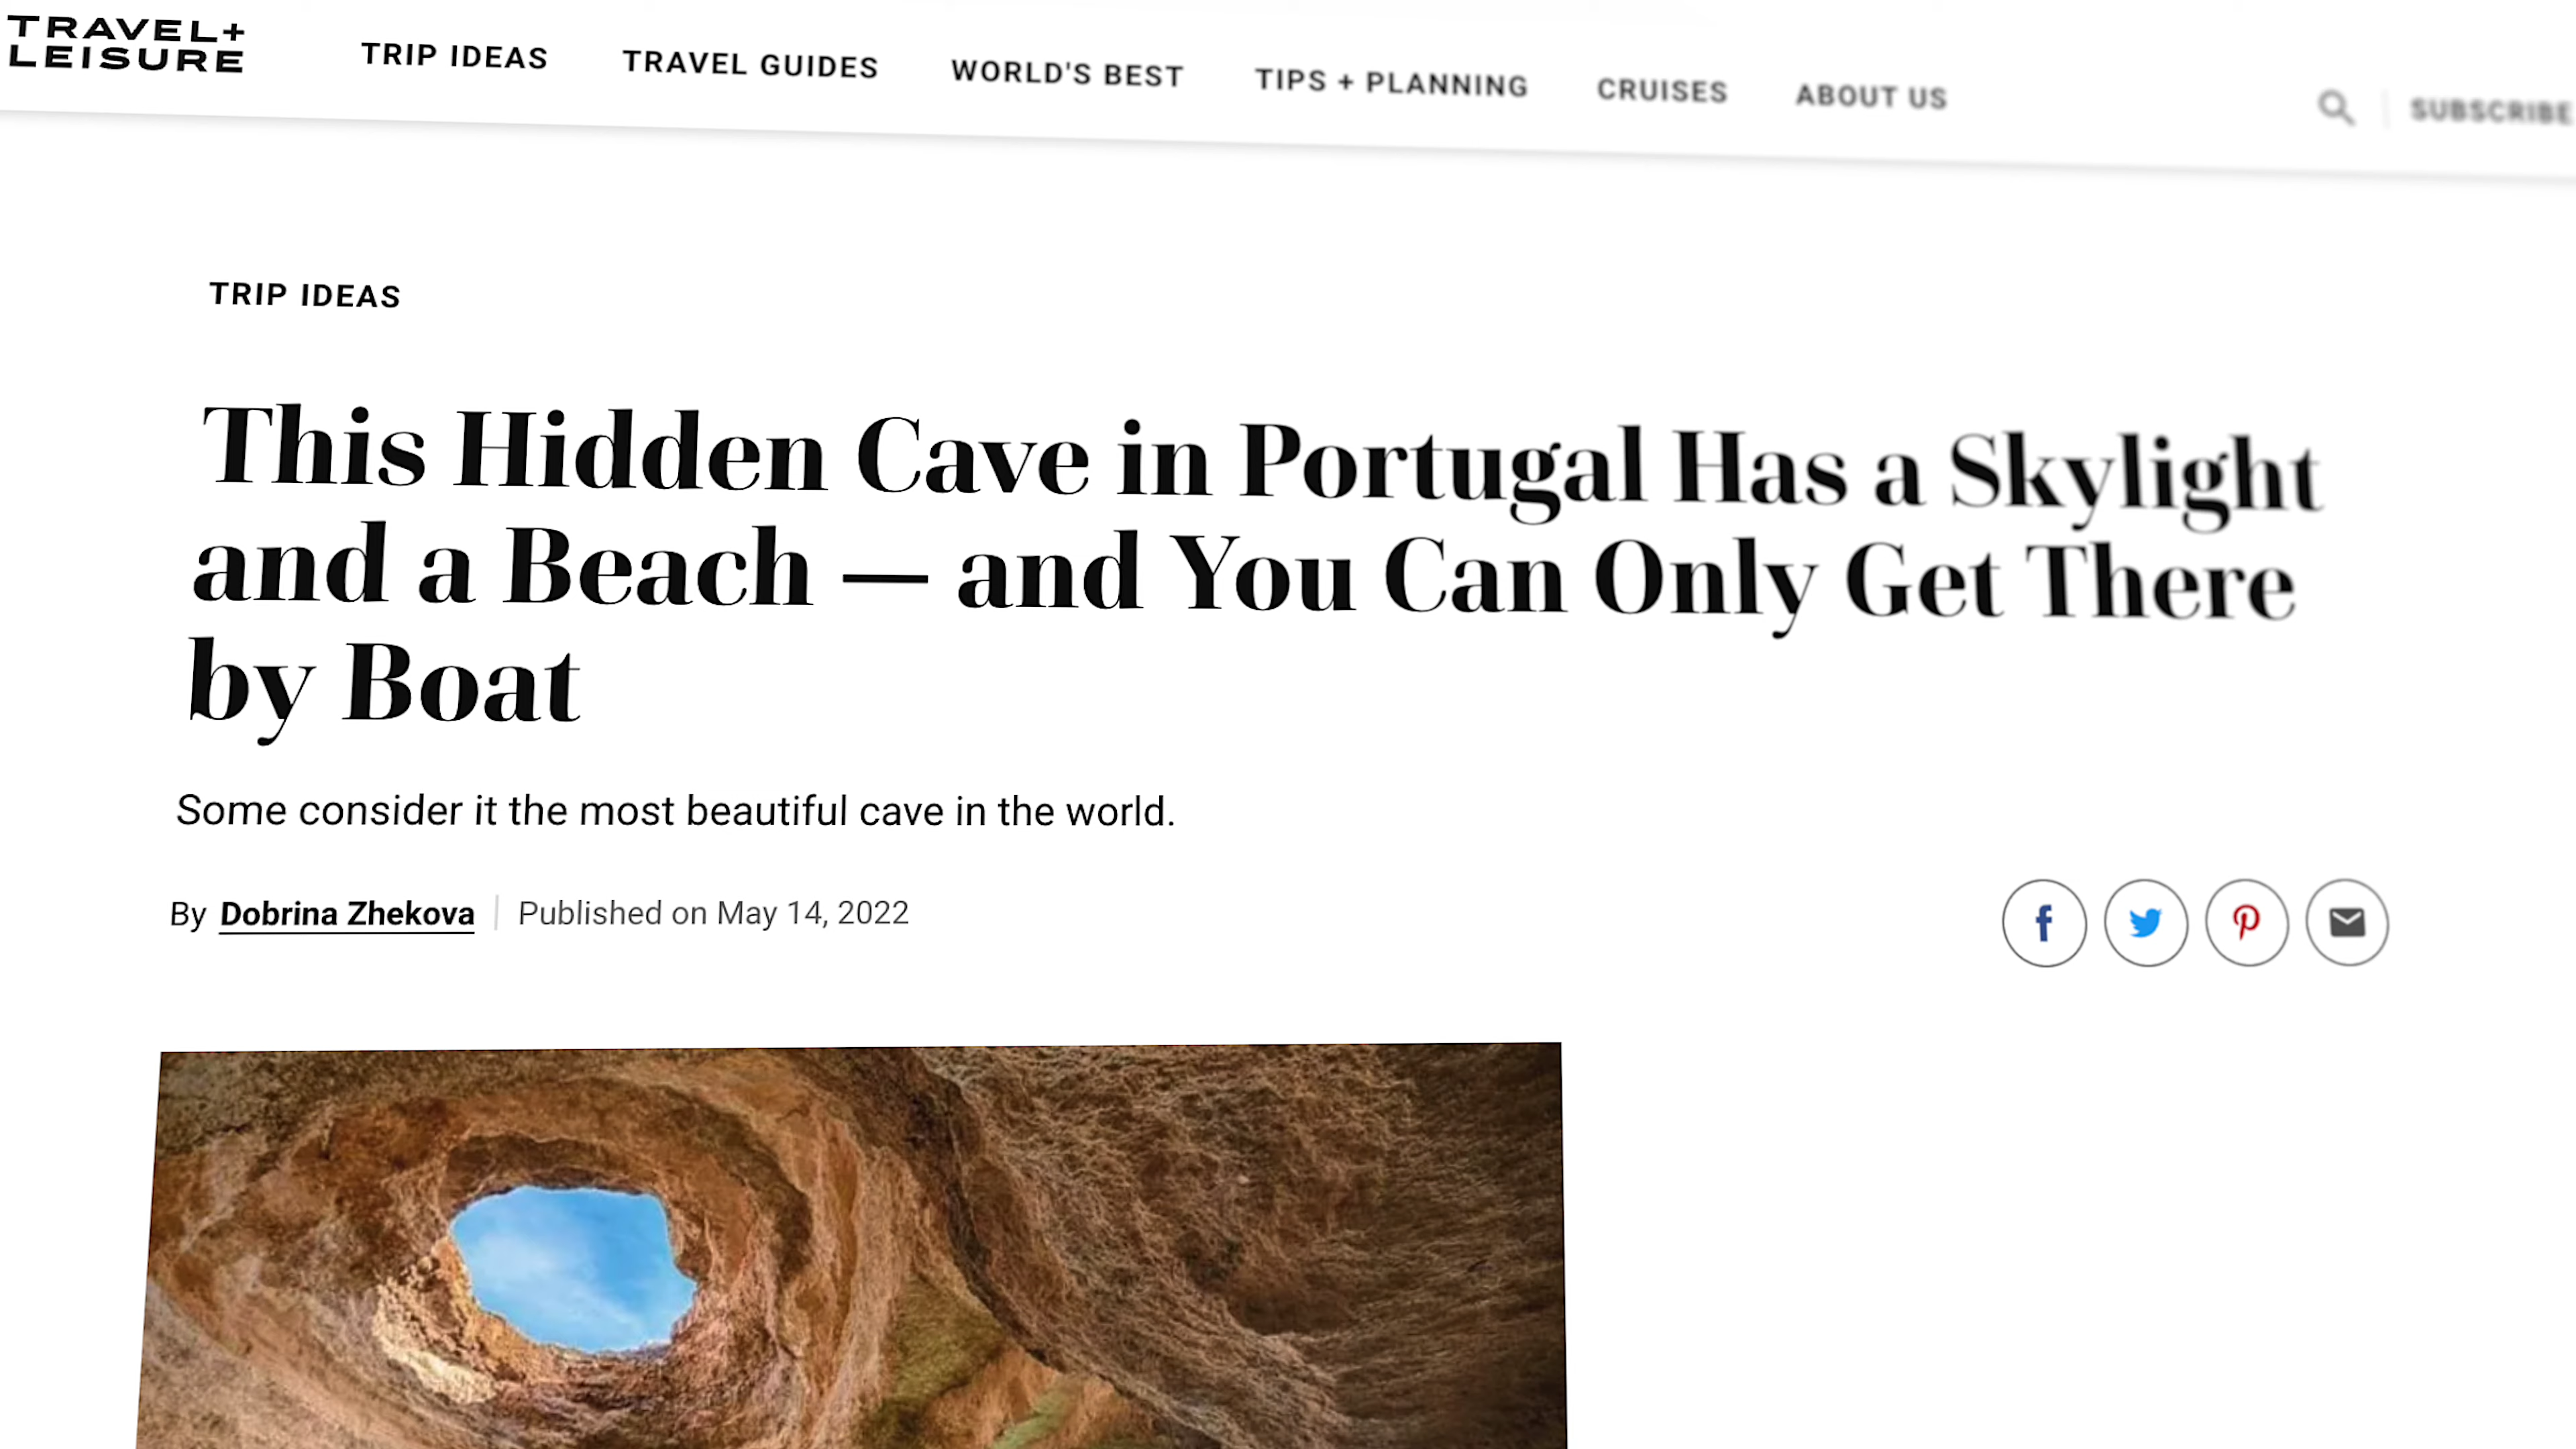 TRAVEL+
LEISURE
TRIP IDEAS
TRAVEL GUIDES
WORLD'S BEST
TIPS + PLANNING
CRUISES
ABOUT US
SUBSCRIBE
TRIP IDEAS
This Hidden Cave in Portugal Has a Skylight
and a Beach — and You Can Only Get There
by Boat
Some consider it the most beautiful cave in the world.
By Dobrina Zhekova
Published on May 14, 2022